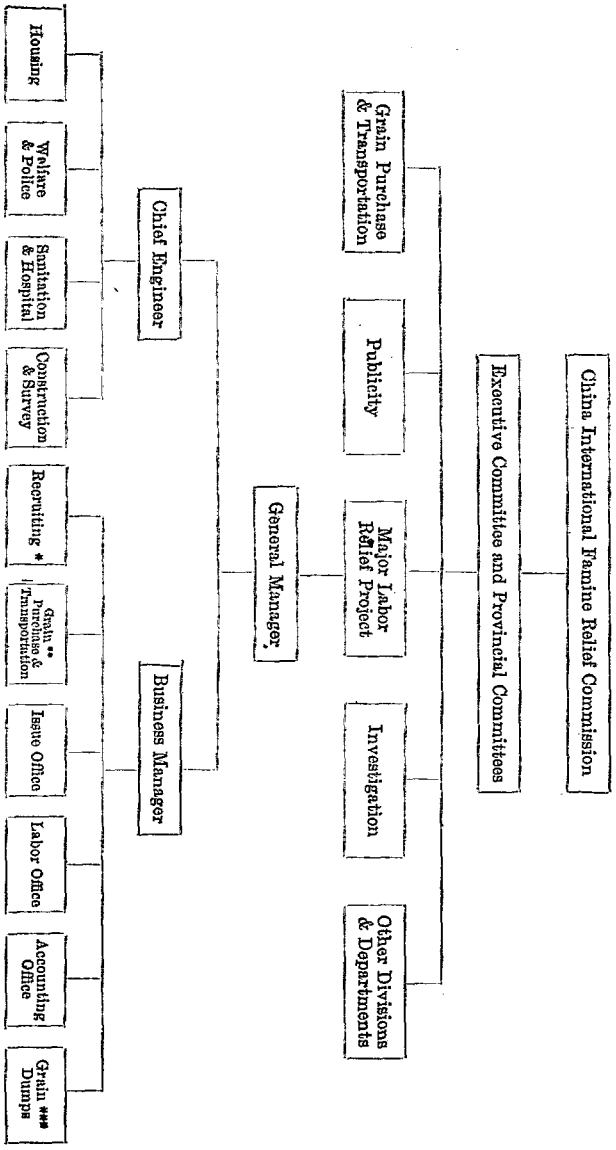 China International Famine Relief Commission
Executive Committee and Provincial Committees
Grain Purchase
& Transportation
Publicity
Major Labor
Relief Project
Investigation
Other Divisions
& Departments
General Manager
Chief Engineer
Business Manager
Housing
Welfare
& Police
Sanitation
& Hospital
Construction
& Survey
Recruiting *
Grain **
Purchase &
Transportation
Issue Office
Labor Office
Accounting
Office
Grain ***
Dumps